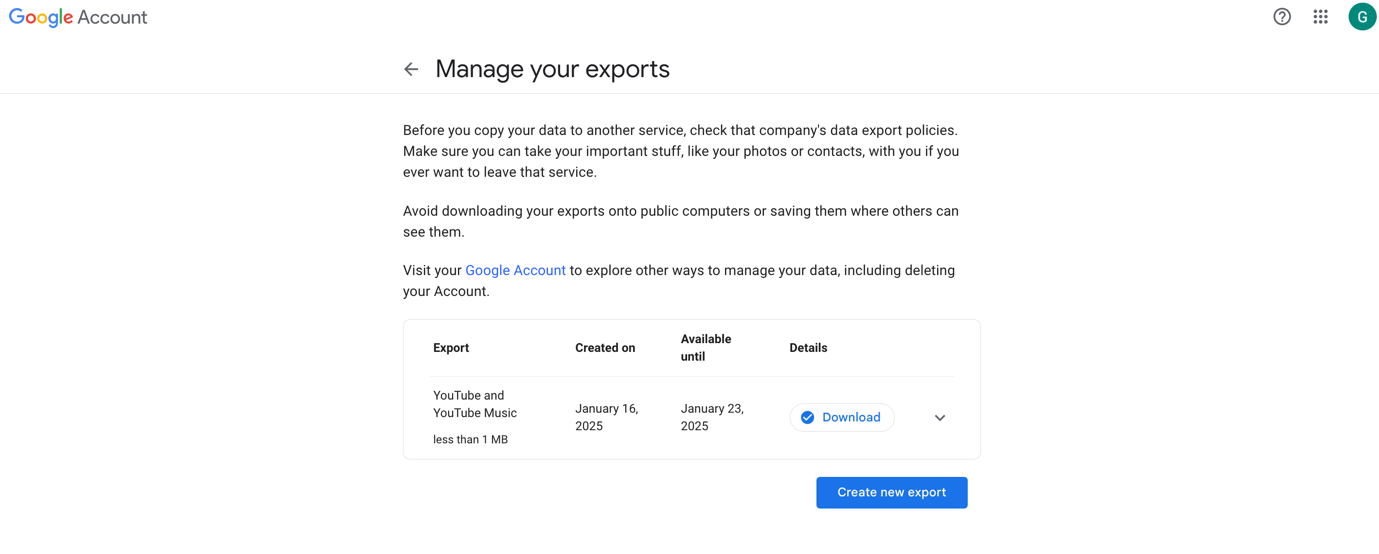 Google Account
G
Manage your exports
Before you copy your data to another service, check that company's data export policies.
Make sure you can take your important stuff, like your photos or contacts, with you if you
ever want to leave that service.
Avoid downloading your exports onto public computers or saving them where others can
see them.
Visit your Google Account to explore other ways to manage your data, including deleting
your Account.
Export
Created on
Available
until
Details
YouTube and
YouTube Music
less than 1 MB
January 16,
2025
January 23,
2025
Download
Create new export